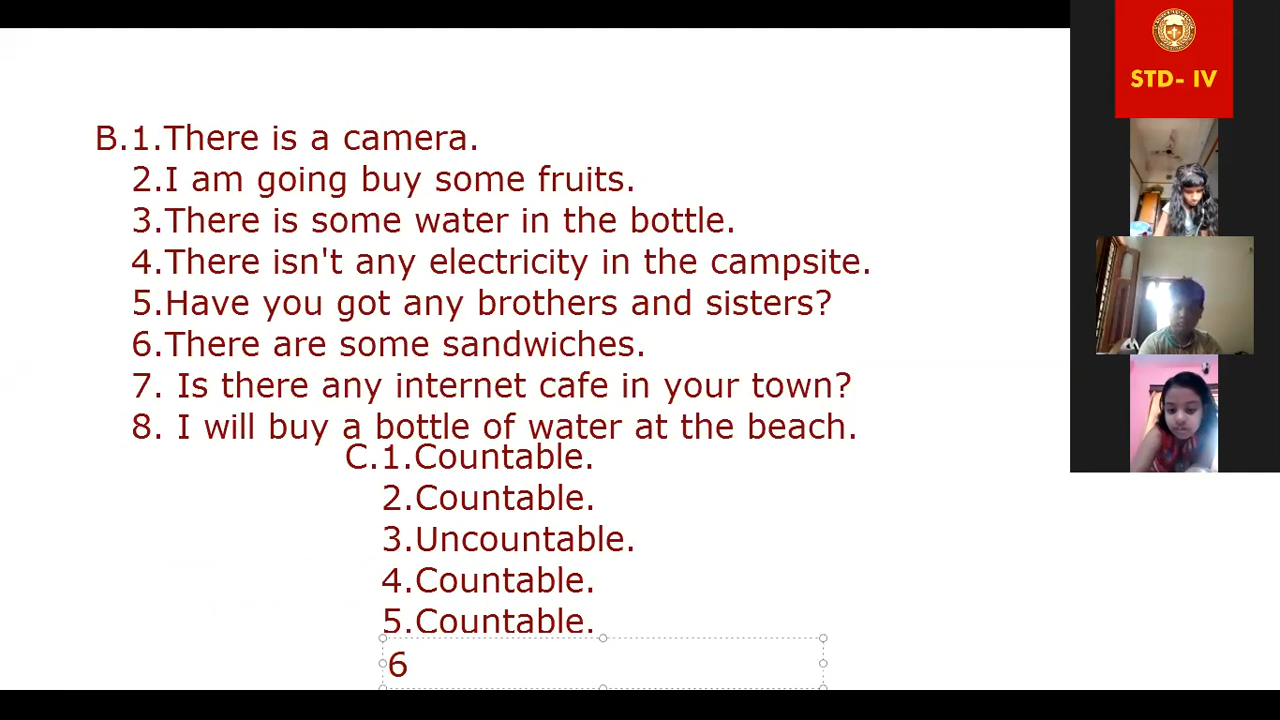 B.1.There is a camera.
2.I am going buy some fruits.
3.There is some water in the bottle.
4.There isn't any electricity in the campsite.
5.Have you got any brothers and sisters?
6.There are some sandwiches.
7. Is there any internet cafe in your town?
8. I will buy a bottle of water at the beach.
C.1.Countable.
2.Countable.
3.Uncountable.
4.Countable.
5.Countable.
6
STD- IV